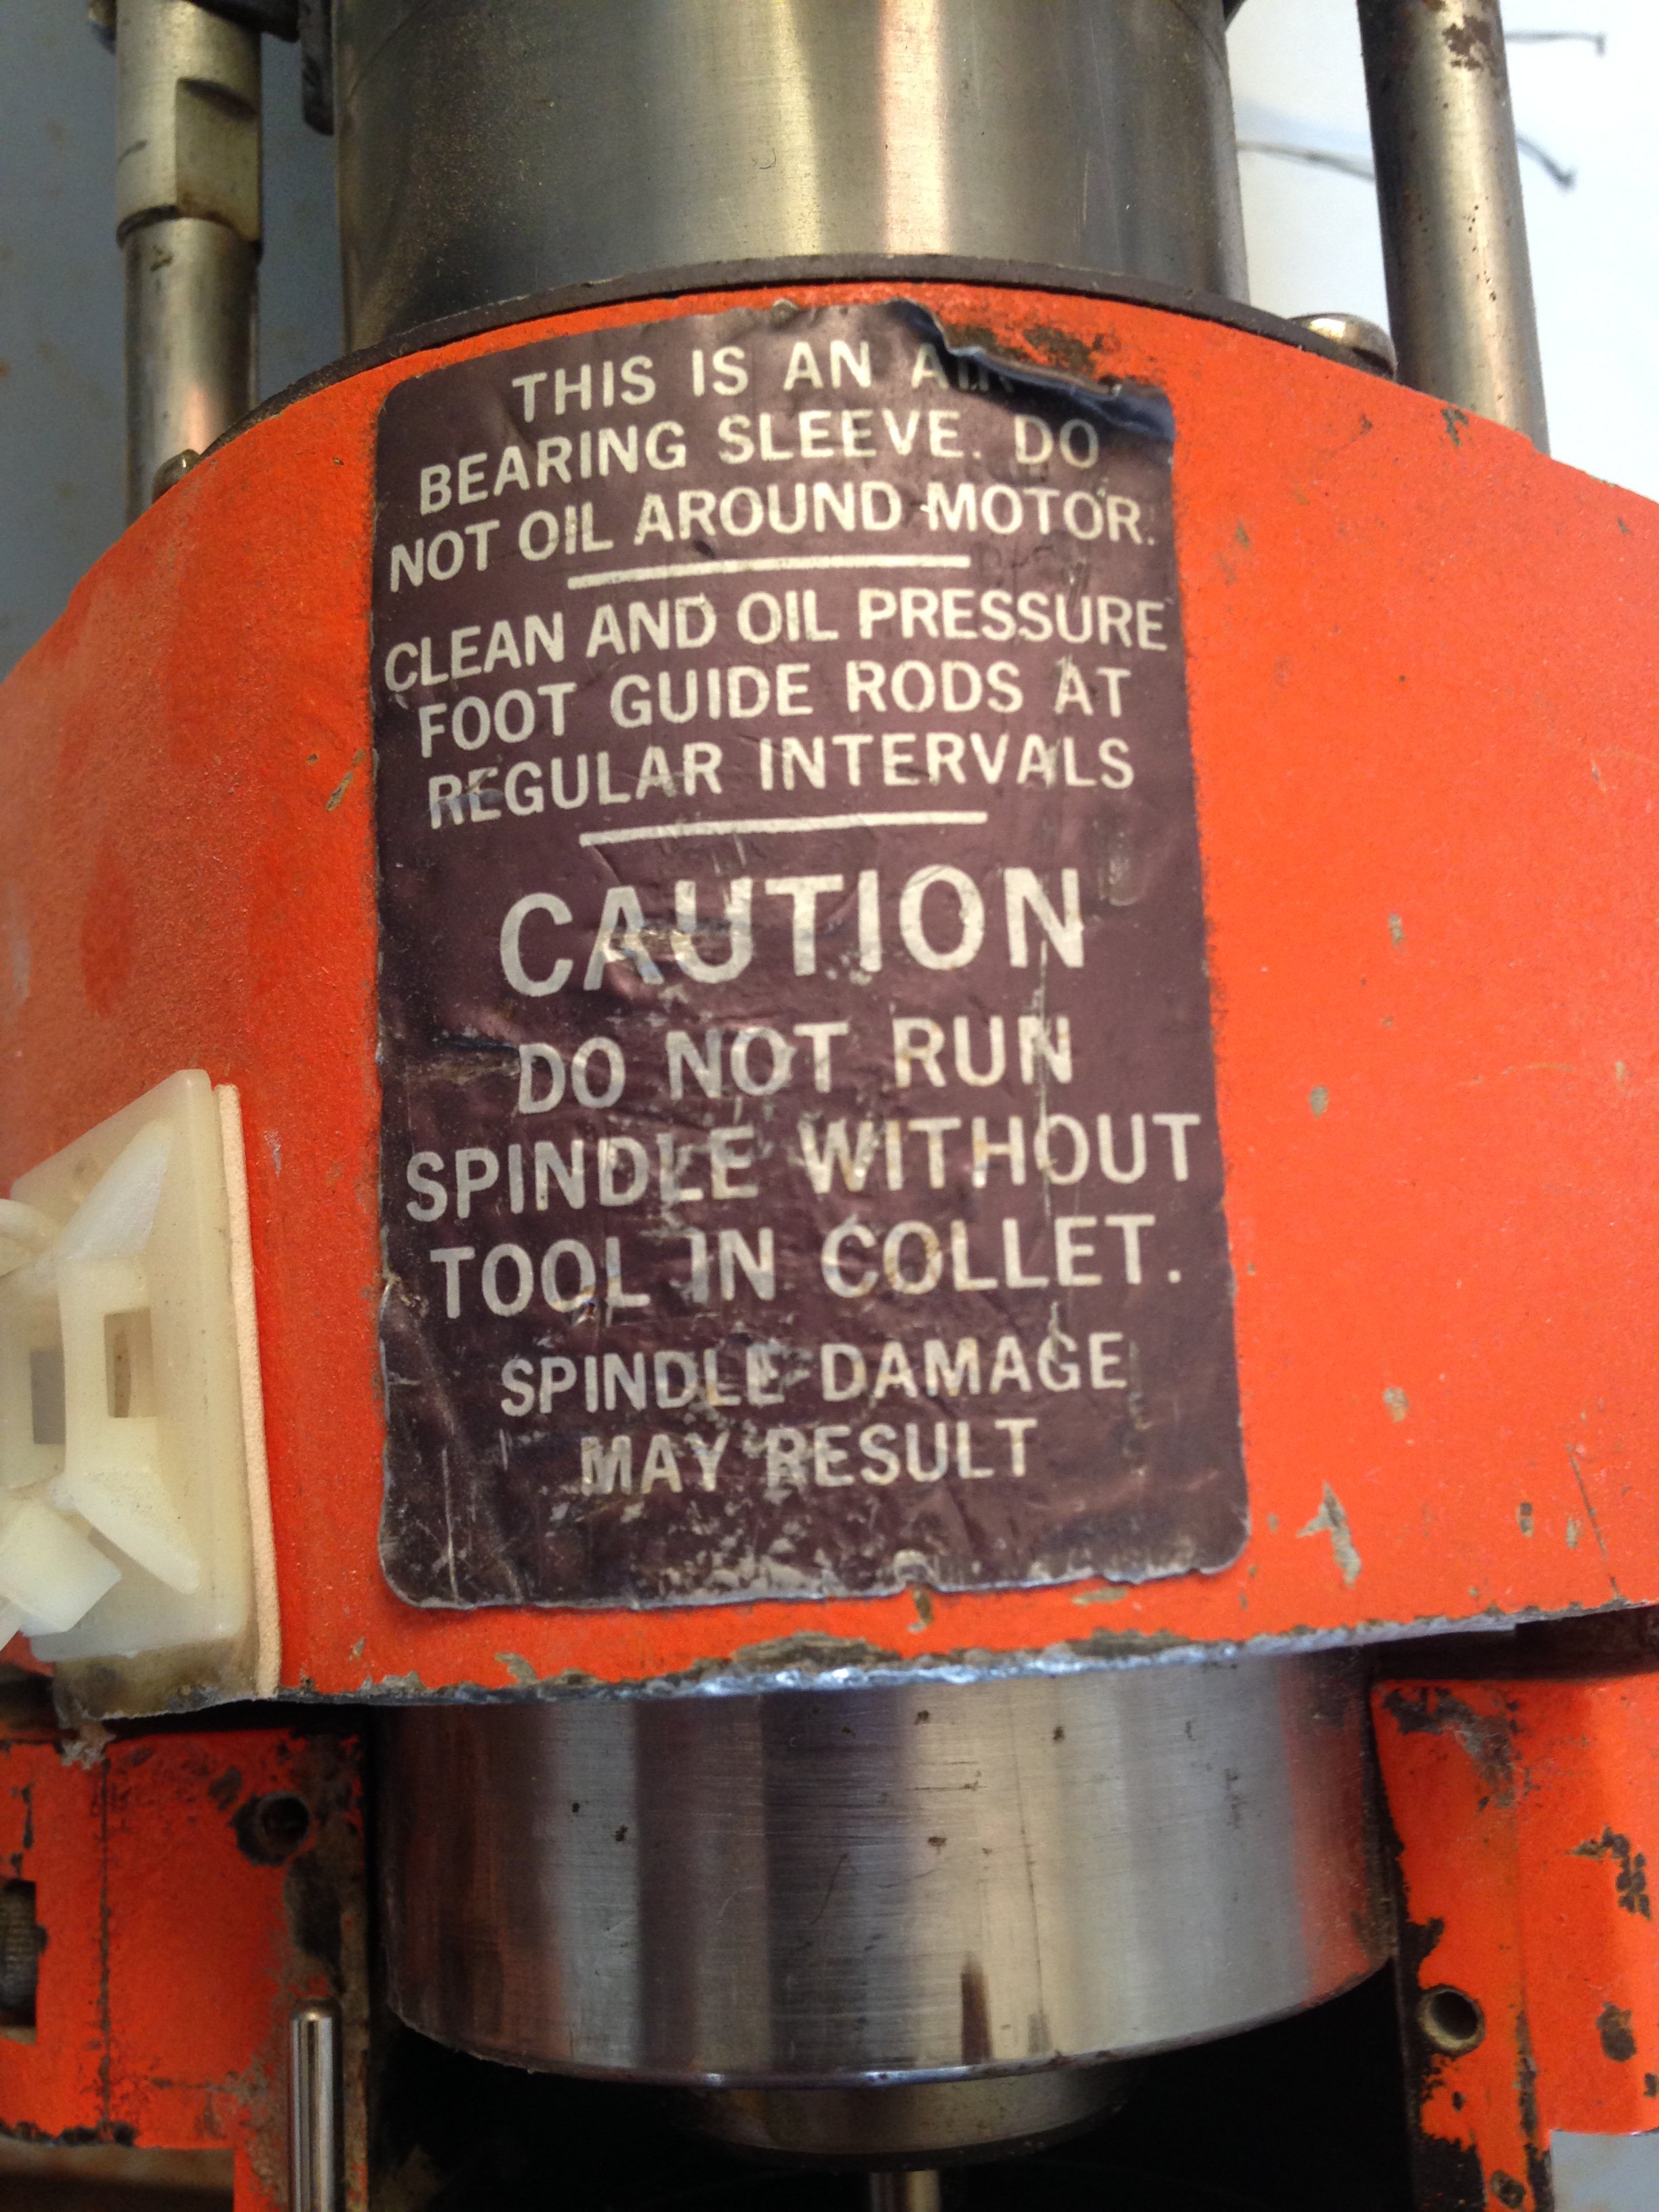 THIS IS AN
BEARING SLEEVE. DO
NOT OIL AROUND MOTOR.
CLEAN AND OIL PRESSURE
FOOT GUIDE RODS AT
REGULAR INTERVALS
CAUTION
DO NOT RUN
SPINDLE WITHOUT
TOOL IN COLLET.
SPINDLE DAMAGE
MAY RESULT